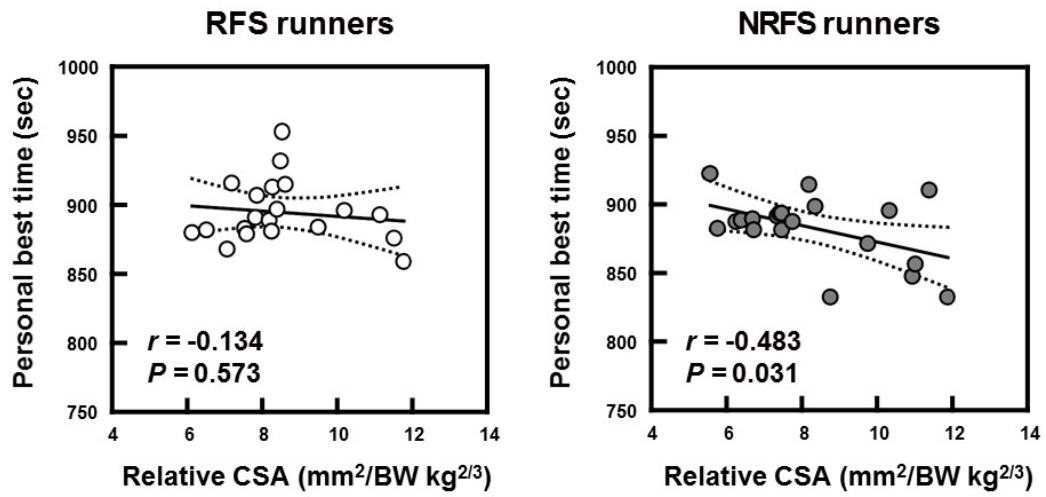 RFS runners
Personal best time (sec)
1000
950
900
850
800
750
r = -0.134
P = 0.573
4
6
8
10
12
14
Relative CSA (mm²/BW kg²/³)
NRFS runners
Personal best time (sec)
1000
950
900
850
800
750
r = -0.483
P = 0.031
4
6
8
10
12
14
Relative CSA (mm²/BW kg²/³)